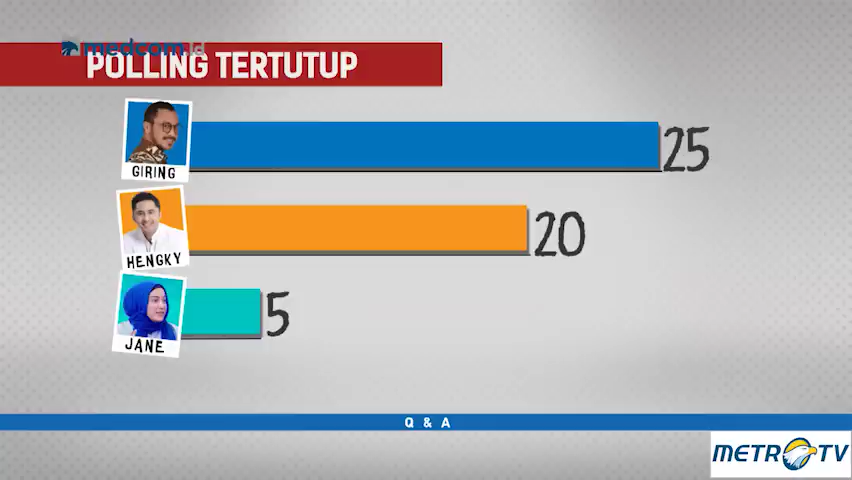 medcom.id
POLLING TERTUTUP
GIRING
25
HENGKY
20
JANE
5
Q & A
METRO TV